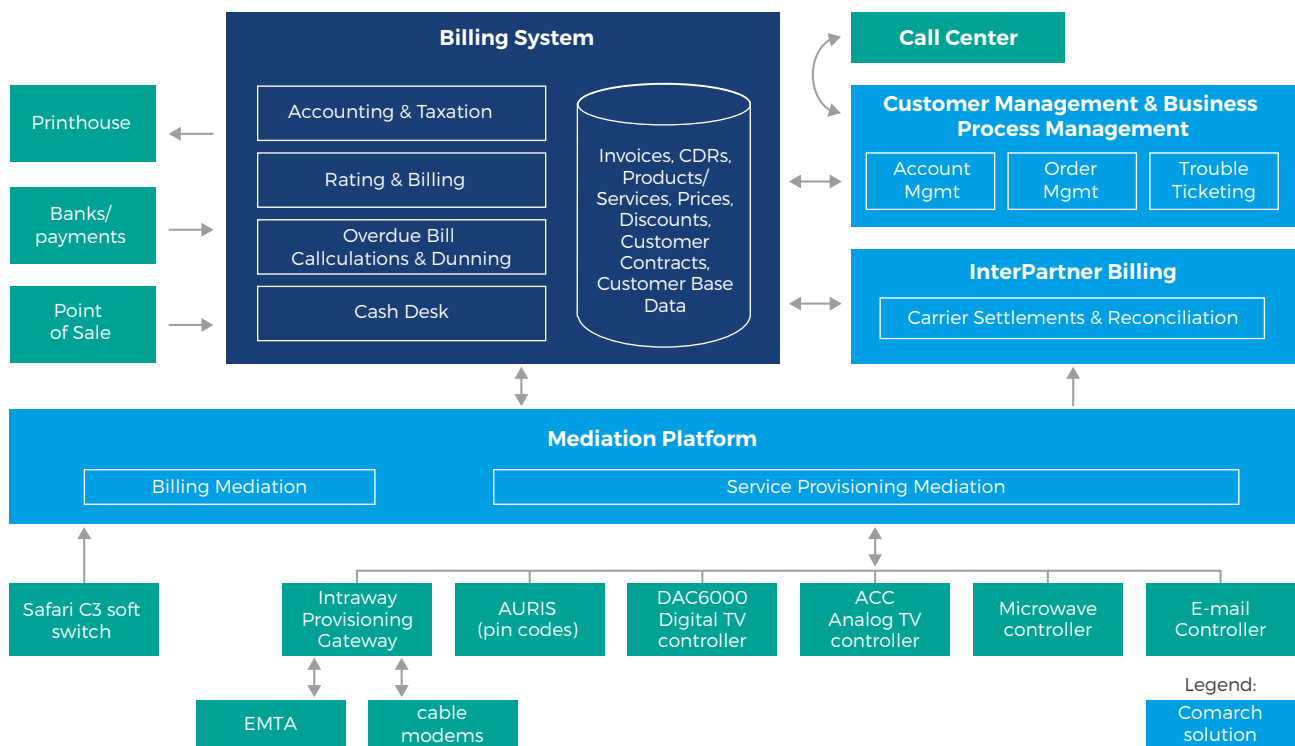 Billing System
Call Center
Printhouse
Banks/
payments
Point
of Sale
Accounting & Taxation
Rating & Billing
Overdue Bill
Callculations & Dunning
Cash Desk
Invoices, CDRs,
Products/
Services, Prices,
Discounts,
Customer
Contracts,
Customer Base
Data
Customer Management & Business
Process Management
Account
Mgmt
Order
Mgmt
Trouble
Ticketing
InterPartner Billing
Carrier Settlements & Reconciliation
Mediation Platform
Billing Mediation
Service Provisioning Mediation
Safari C3 soft
switch
Intraway
Provisioning
Gateway
AURIS
(pin codes)
DAC6000
Digital TV
controller
ACC
Analog TV
controller
Microwave
controller
E-mail
Controller
EMTA
cable
modems
Legend:
Comarch
solution